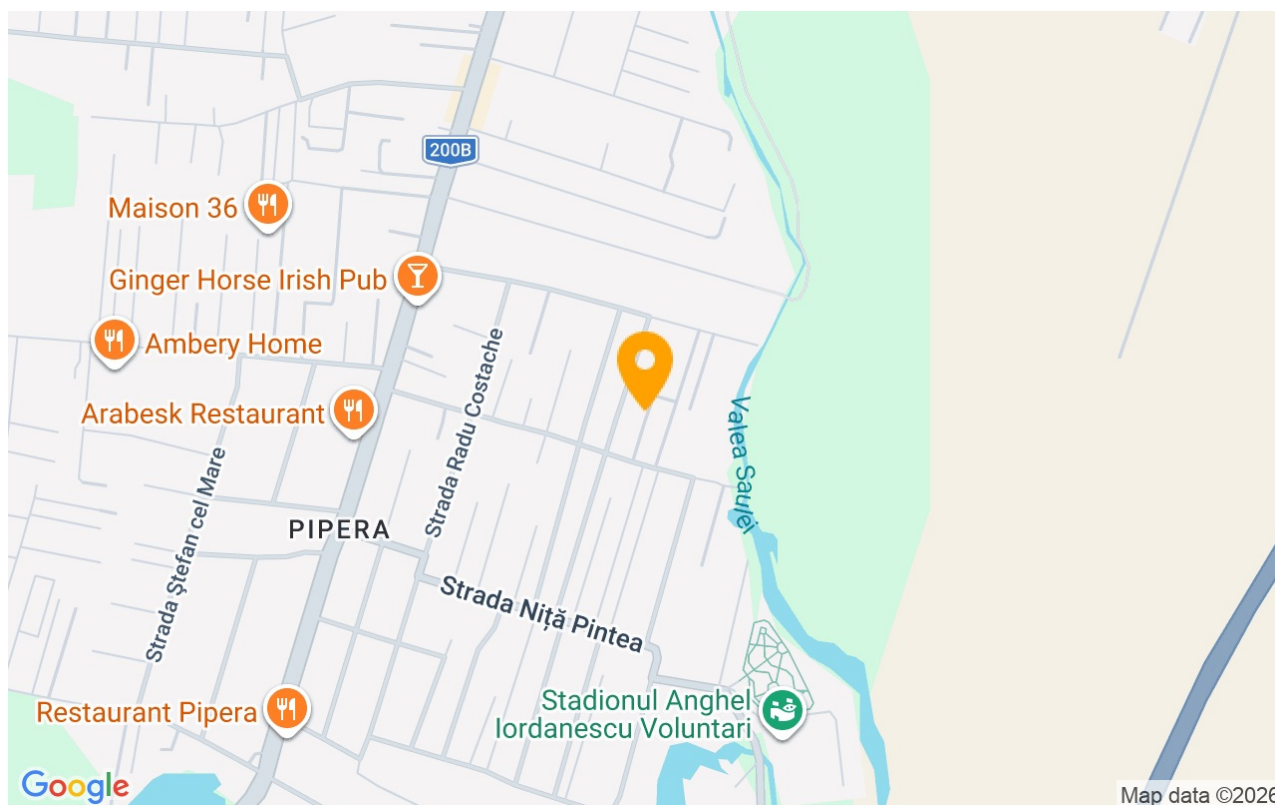 200B
Maison 36
Ginger Horse Irish Pub
Ambery Home
Arabesk Restaurant
Strada Radu Costache
Strada Ștefan cel Mare
Valea Saulei
PIPERA
Strada Niță Pintea
Stadionul Anghel
Iordanescu Voluntari
Restaurant Pipera
Google
Map data ©2026